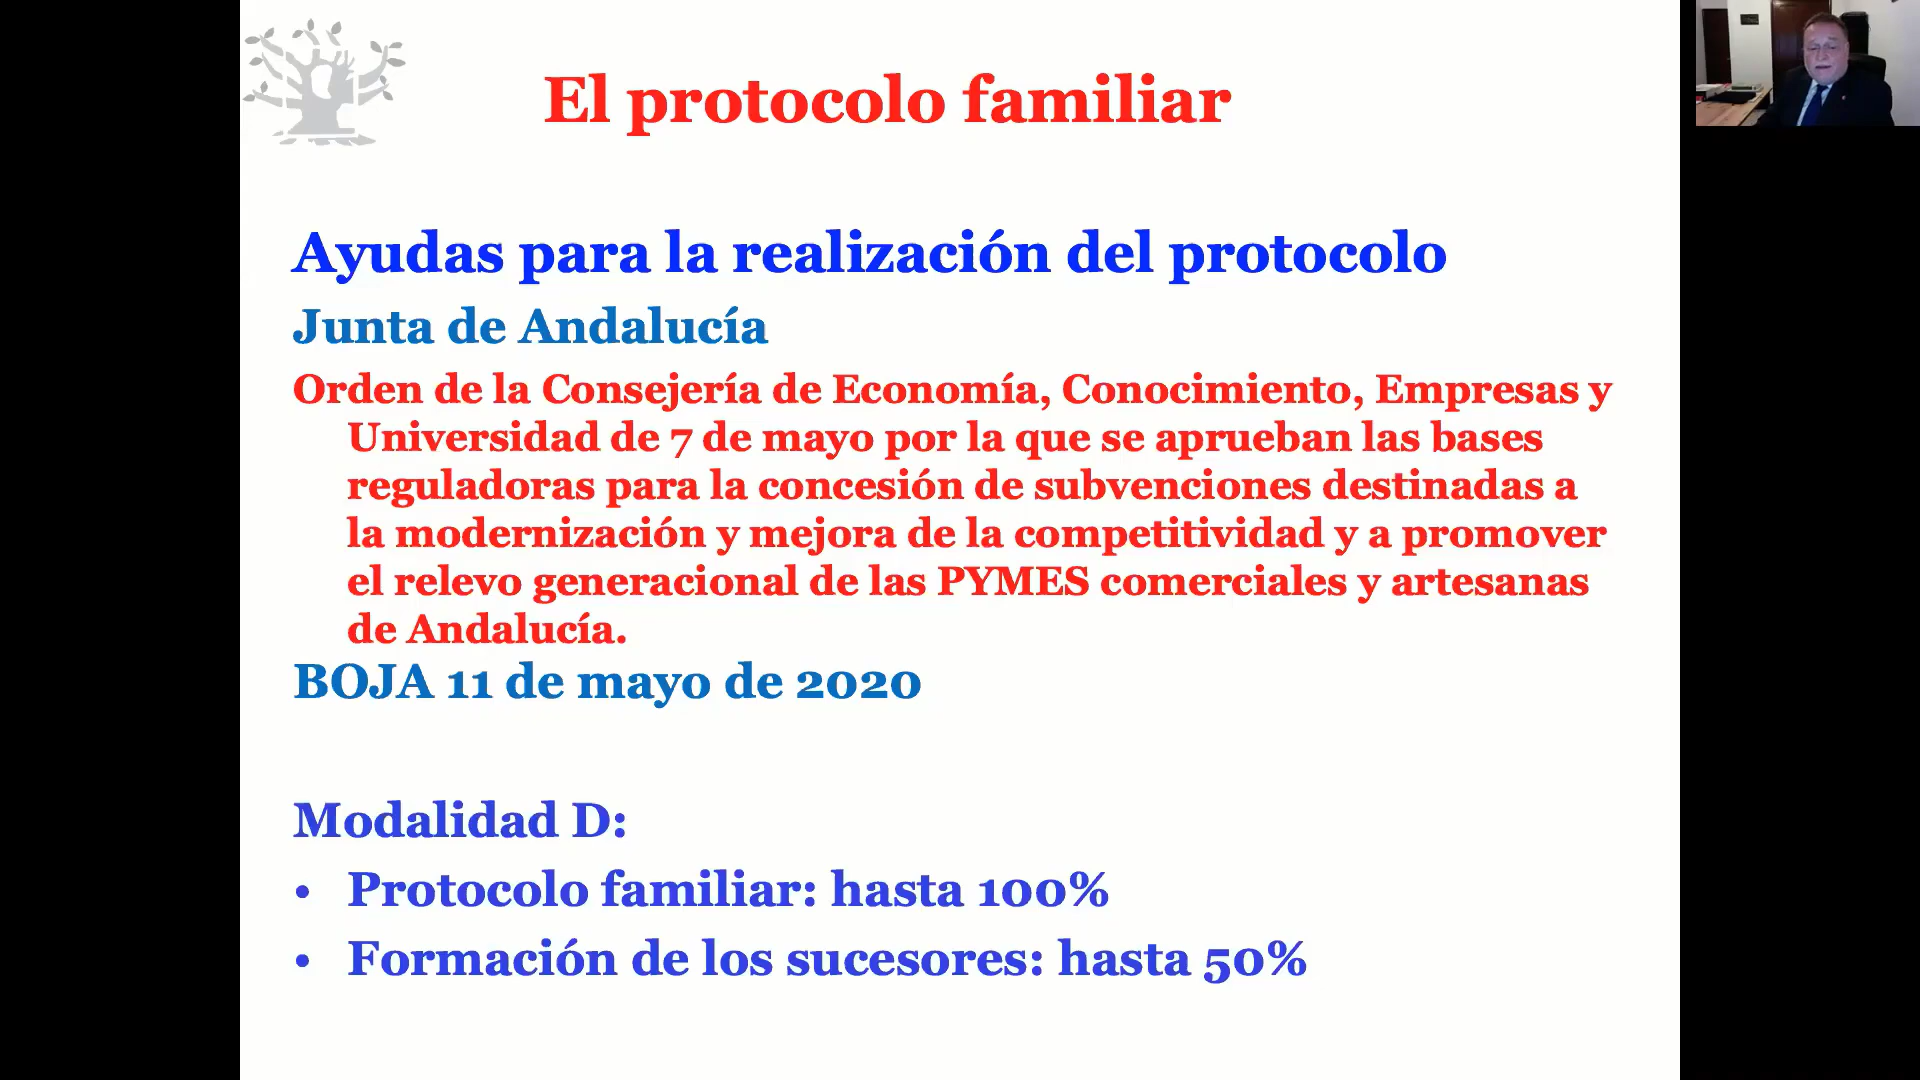 El protocolo familiar
Ayudas para la realización del protocolo
Junta de Andalucía
Orden de la Consejería de Economía, Conocimiento, Empresas y
Universidad de 7 de mayo por la que se aprueban las bases
reguladoras para la concesión de subvenciones destinadas a
la modernización y mejora de la competitividad y a promover
el relevo generacional de las PYMES comerciales y artesanas
de Andalucía.
BOJA 11 de mayo de 2020
Modalidad D:
• Protocolo familiar: hasta 100%
• Formación de los sucesores: hasta 50%